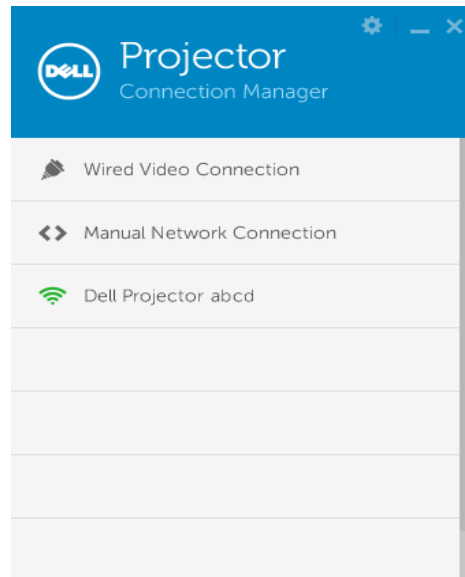 DELL
Projector
Connection Manager
Wired Video Connection
Manual Network Connection
Dell Projector abcd